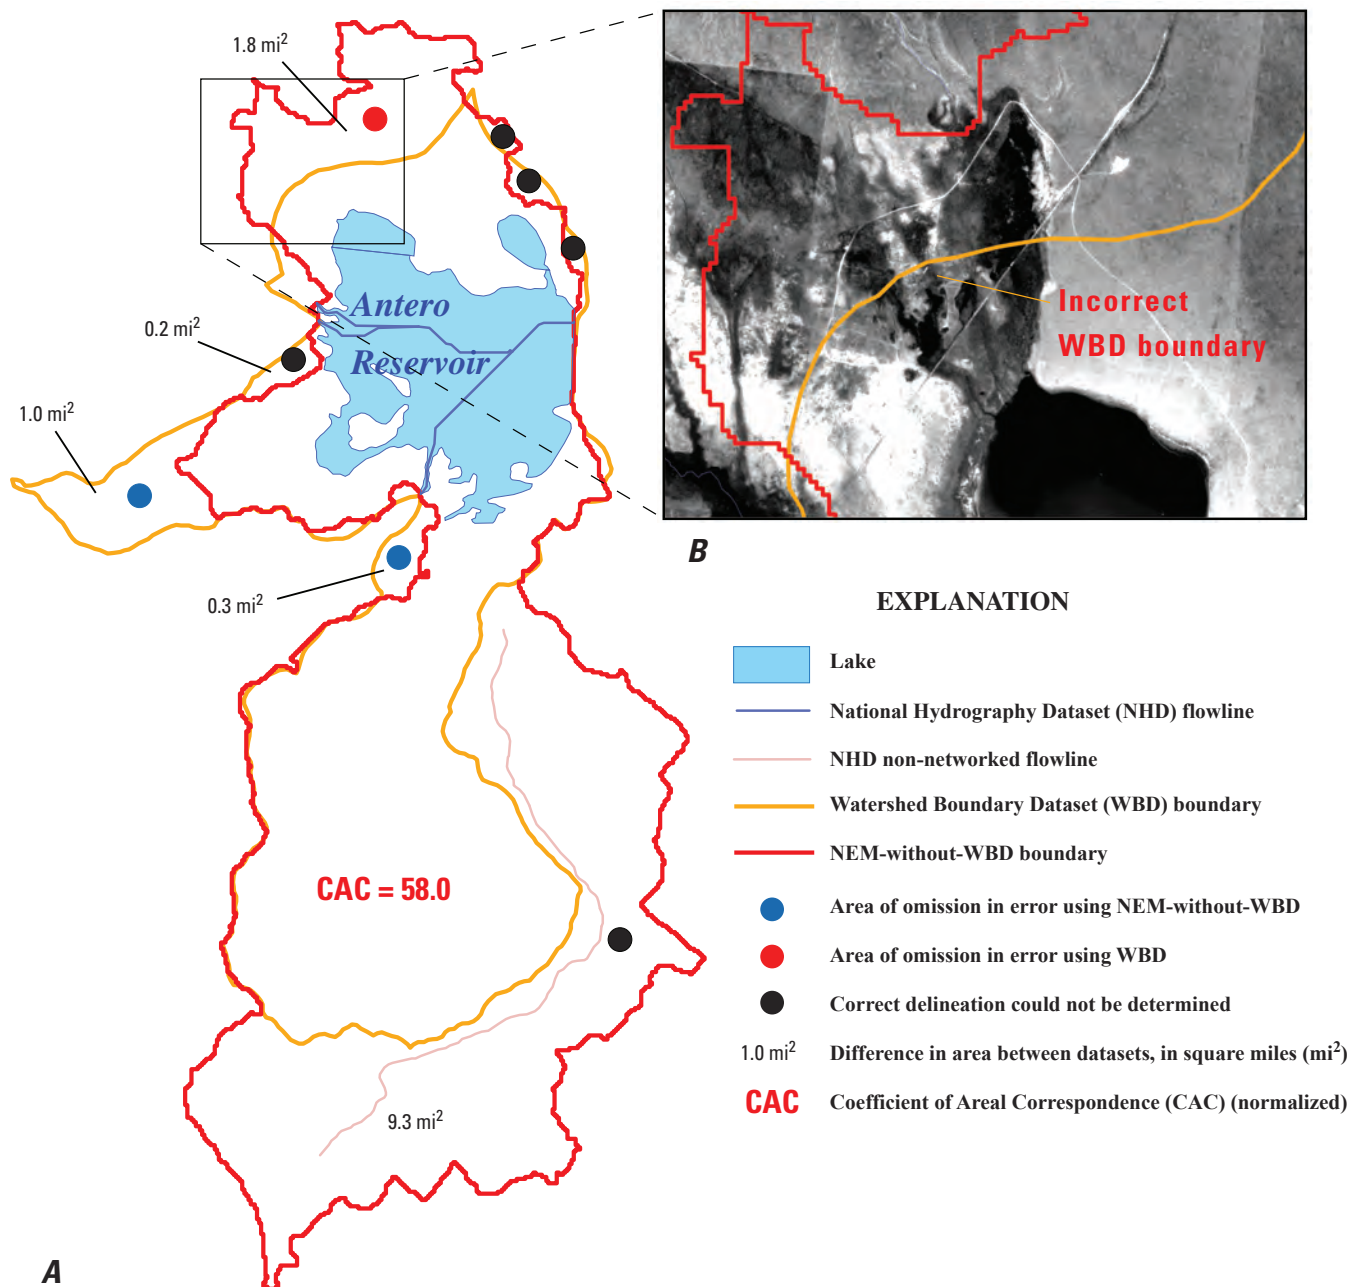 1.8 mi²
Antero
Reservoir
0.2 mi²
1.0 mi²
0.3 mi²
CAC = 58.0
9.3 mi²
A
Incorrect
WBD boundary
B
EXPLANATION
Lake
National Hydrography Dataset (NHD) flowline
NHD non-networked flowline
Watershed Boundary Dataset (WBD) boundary
NEM-without-WBD boundary
Area of omission in error using NEM-without-WBD
Area of omission in error using WBD
Correct delineation could not be determined
1.0 mi² Difference in area between datasets, in square miles (mi²)
CAC Coefficient of Areal Correspondence (CAC) (normalized)